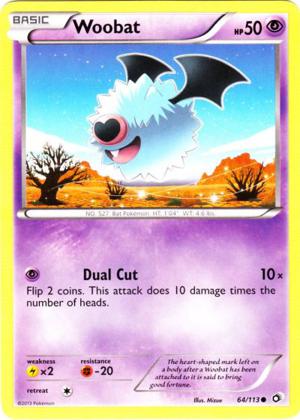 BASIC
Woobat
HP 50
NO. 527 Bat Pokémon HT. 1'04" WT. 4.6 lbs.
Dual Cut 10×
Flip 2 coins. This attack does 10 damage times the
number of heads.
weakness
×2
resistance
-20
retreat
The heart-shaped mark left on
a body after a Woobat has been
attached to it is said to bring
good fortune.
©2013 Pokémon
Illus. Mizue 64/113